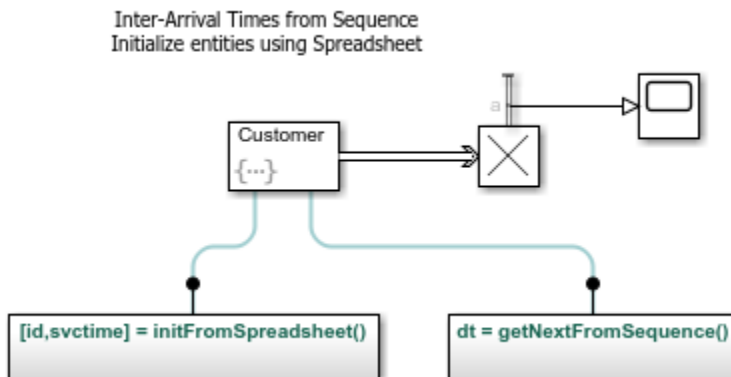 Inter-Arrival Times from Sequence
Initialize entities using Spreadsheet
a
Customer
{...}
[id,svctime] = initFromSpreadsheet()
dt = getNextFromSequence()